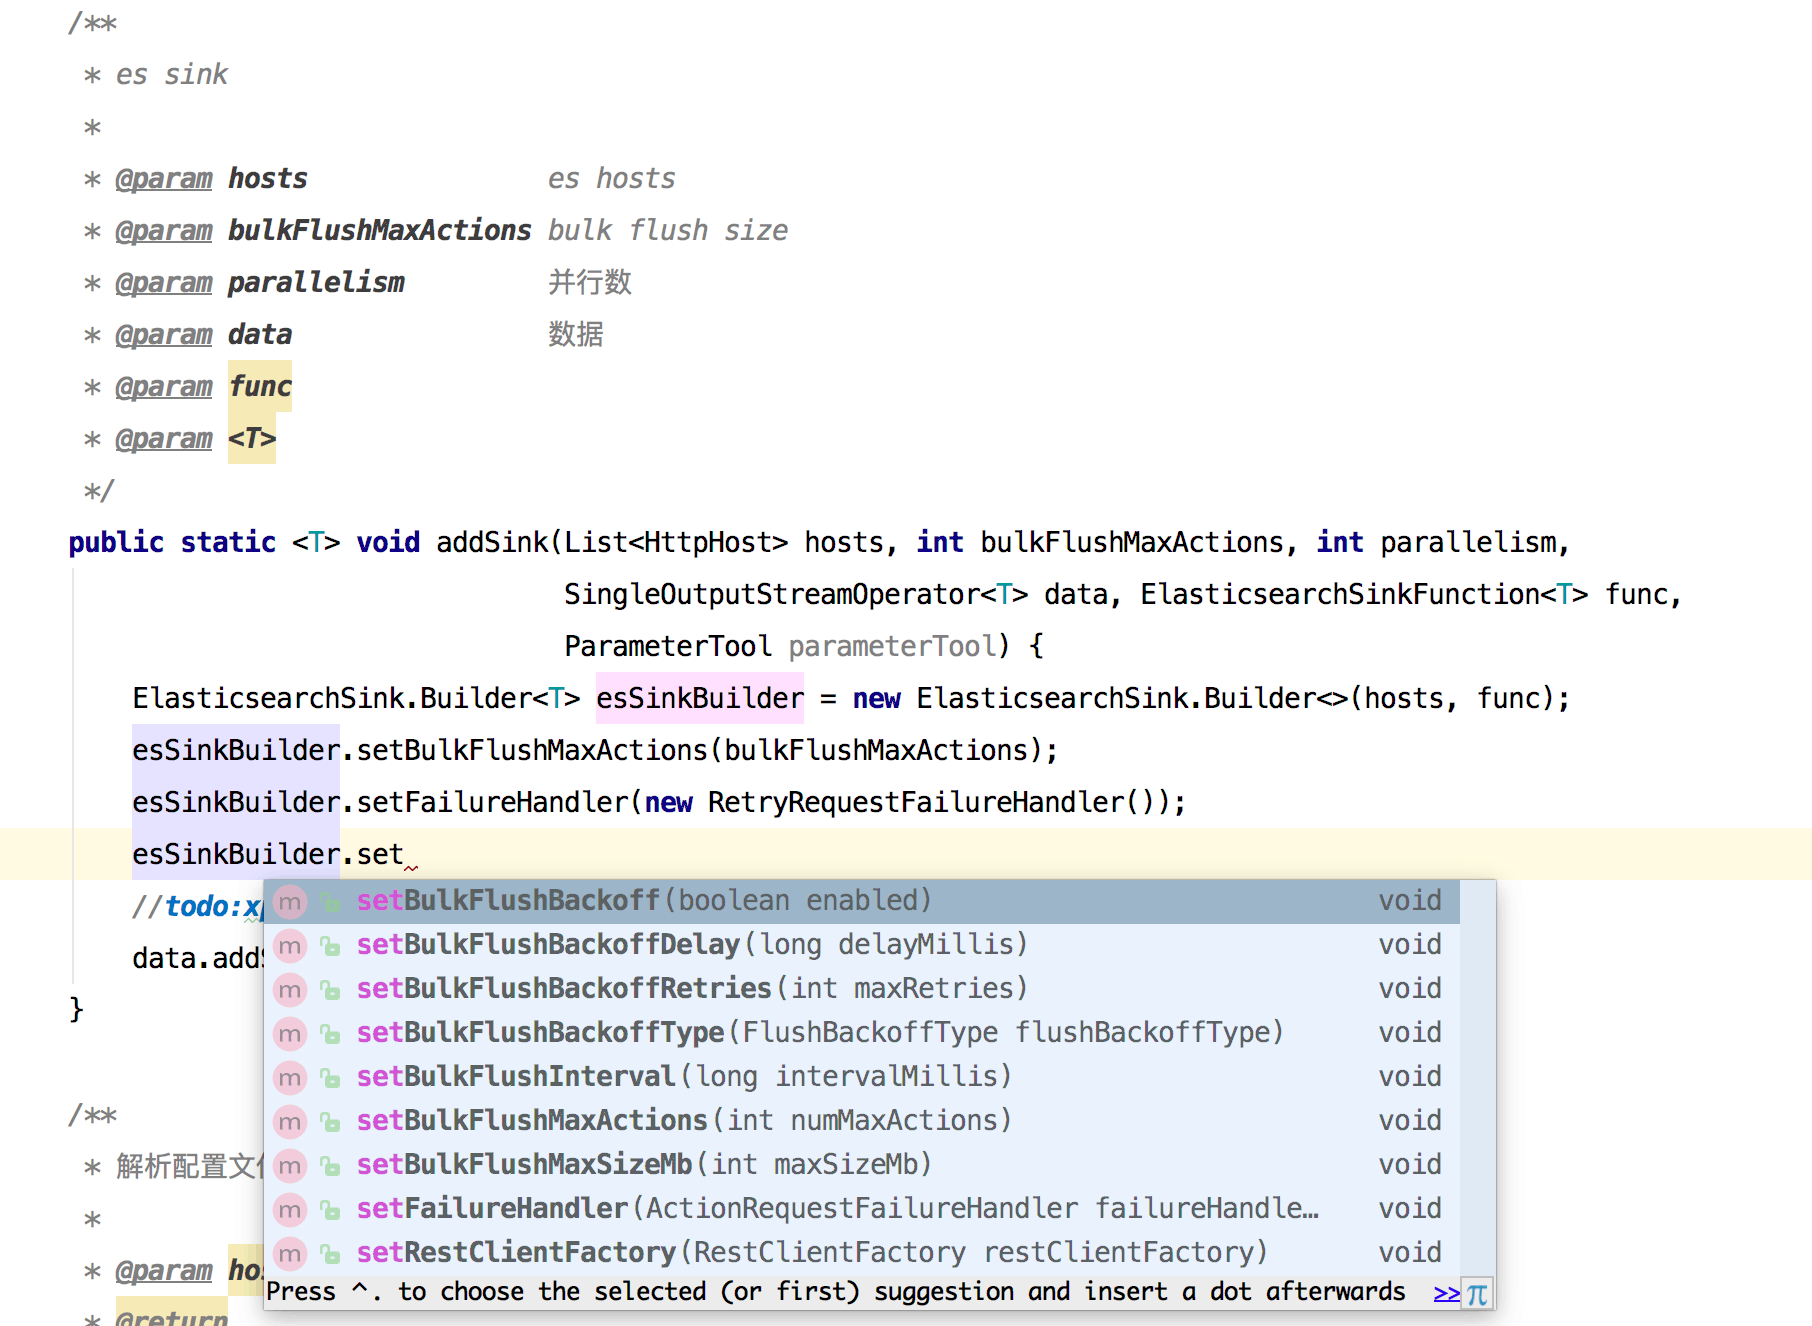 /**
* es sink
*
* @param hosts es hosts
* @param bulkFlushMaxActions bulk flush size
* @param parallelism 并行数
* @param data 数据
* @param func
* @param <T>
*/
public static <T> void addSink(List<HttpHost> hosts, int bulkFlushMaxActions, int parallelism,
SingleOutputStreamOperator<T> data, ElasticsearchSinkFunction<T> func,
ParameterTool parameterTool) {
ElasticsearchSink.Builder<T> esSinkBuilder = new ElasticsearchSink.Builder<>(hosts, func);
esSinkBuilder.setBulkFlushMaxActions(bulkFlushMaxActions);
esSinkBuilder.setFailureHandler(new RetryRequestFailureHandler());
esSinkBuilder.set
//todo:xp
data.add
}
/**
* 解析配置文
*
* @param hos
* @return
m setBulkFlushBackoff(boolean enabled) void
m setBulkFlushBackoffDelay(long delayMillis) void
m setBulkFlushBackoffRetries(int maxRetries) void
m setBulkFlushBackoffType(FlushBackoffType flushBackoffType) void
m setBulkFlushInterval(long intervalMillis) void
m setBulkFlushMaxActions(int numMaxActions) void
m setBulkFlushMaxSizeMb(int maxSizeMb) void
m setFailureHandler(ActionRequestFailureHandler failureHandle… void
m setRestClientFactory(RestClientFactory restClientFactory) void
Press ^. to choose the selected (or first) suggestion and insert a dot afterwards >> π